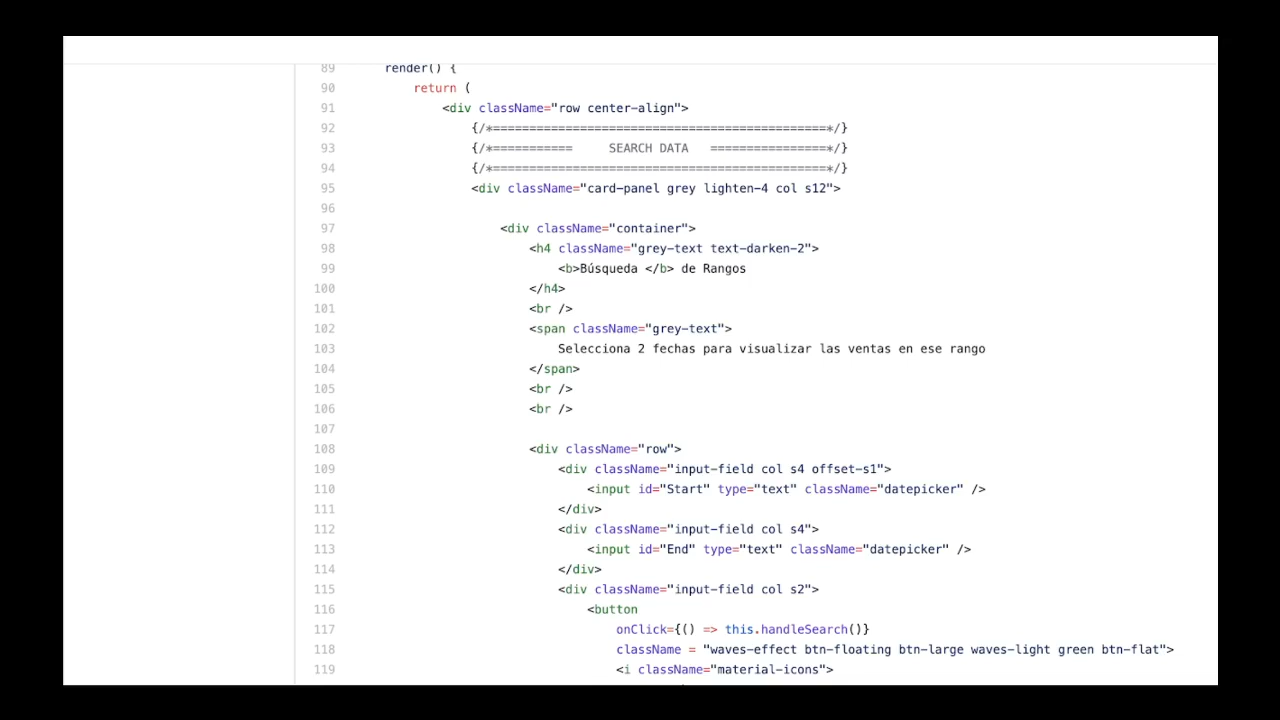 89 render() {
90 return (
91 <div className="row center-align">
92 {/*==============================================*/}
93 {/*=========== SEARCH DATA ================*/}
94 {/*==============================================*/}
95 <div className="card-panel grey lighten-4 col s12">
96
97 <div className="container">
98 <h4 className="grey-text text-darken-2">
99 <b>Búsqueda </b> de Rangos
100 </h4>
101 <br />
102 <span className="grey-text">
103 Selecciona 2 fechas para visualizar las ventas en ese rango
104 </span>
105 <br />
106 <br />
107
108 <div className="row">
109 <div className="input-field col s4 offset-s1">
110 <input id="Start" type="text" className="datepicker" />
111 </div>
112 <div className="input-field col s4">
113 <input id="End" type="text" className="datepicker" />
114 </div>
115 <div className="input-field col s2">
116 <button
117 onClick={() => this.handleSearch()}
118 className = "waves-effect btn-floating btn-large waves-light green btn-flat">
119 <i className="material-icons">